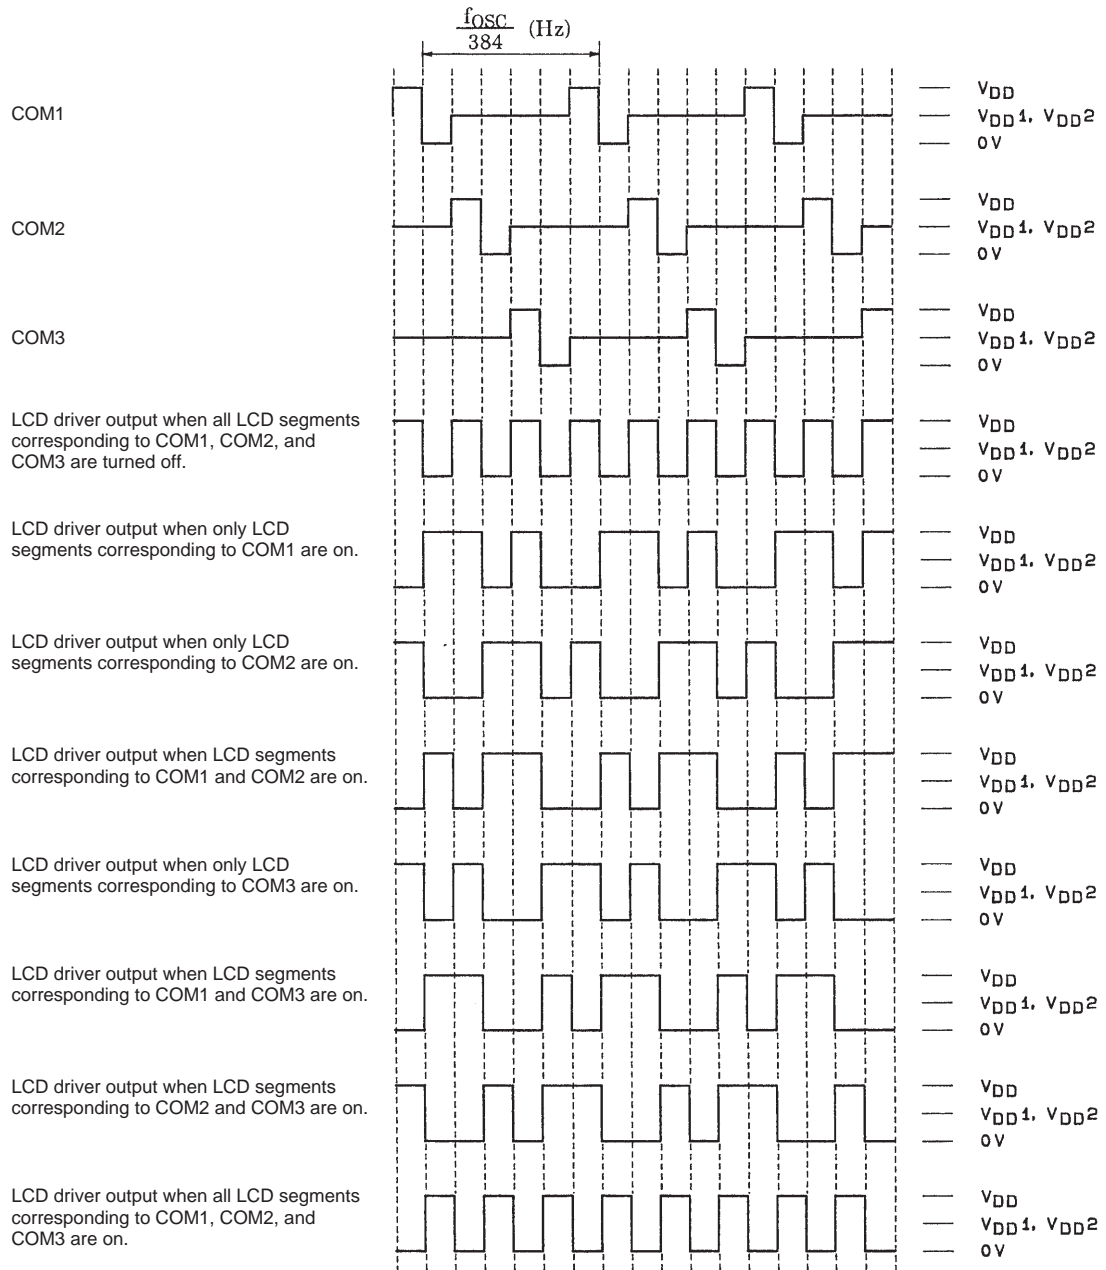 fOSC
384 (Hz)
COM1
VDD
VDD1, VDD2
0V
COM2
VDD
VDD1, VDD2
0V
COM3
VDD
VDD1, VDD2
0V
LCD driver output when all LCD segments
corresponding to COM1, COM2, and
COM3 are turned off.
VDD
VDD1, VDD2
0V
LCD driver output when only LCD
segments corresponding to COM1 are on.
VDD
VDD1, VDD2
0V
LCD driver output when only LCD
segments corresponding to COM2 are on.
VDD
VDD1, VDD2
0V
LCD driver output when LCD segments
corresponding to COM1 and COM2 are on.
VDD
VDD1, VDD2
0V
LCD driver output when only LCD
segments corresponding to COM3 are on.
VDD
VDD1, VDD2
0V
LCD driver output when LCD segments
corresponding to COM1 and COM3 are on.
VDD
VDD1, VDD2
0V
LCD driver output when LCD segments
corresponding to COM2 and COM3 are on.
VDD
VDD1, VDD2
0V
LCD driver output when all LCD segments
corresponding to COM1, COM2, and
COM3 are on.
VDD
VDD1, VDD2
0V